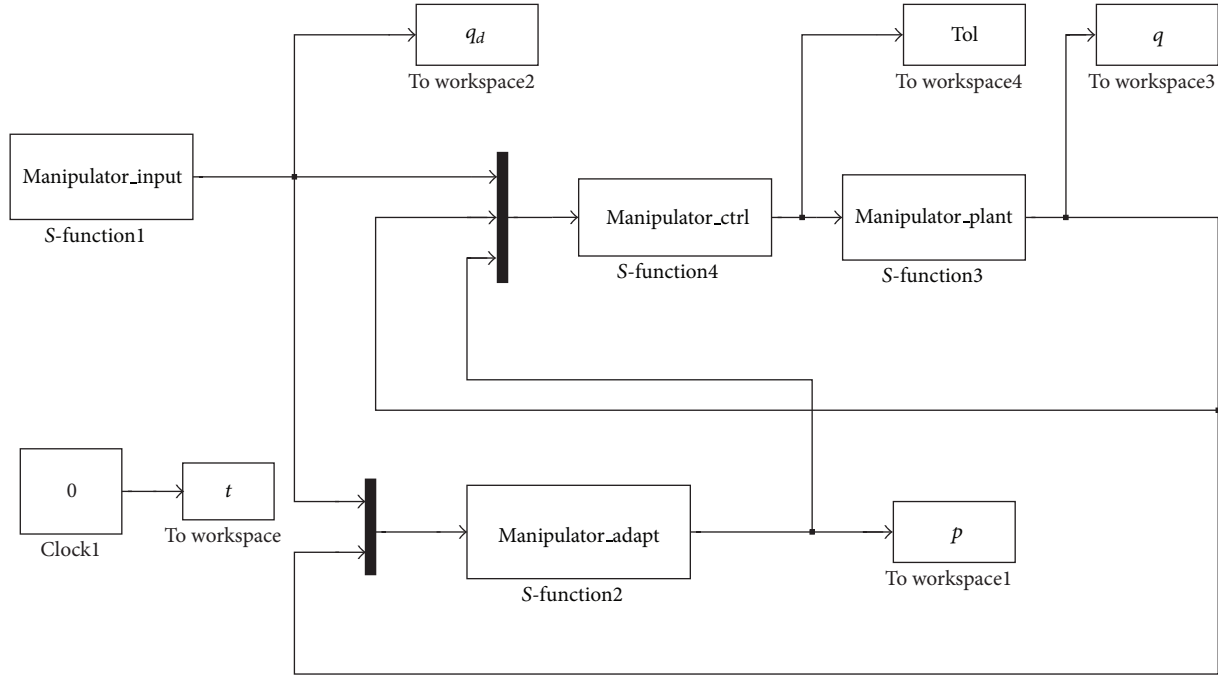 q_d
To workspace2
Tol
To workspace4
q
To workspace3
Manipulator_input
S-function1
Manipulator_ctrl
S-function4
Manipulator_plant
S-function3
0
Clock1
t
To workspace
Manipulator_adapt
S-function2
p
To workspace1